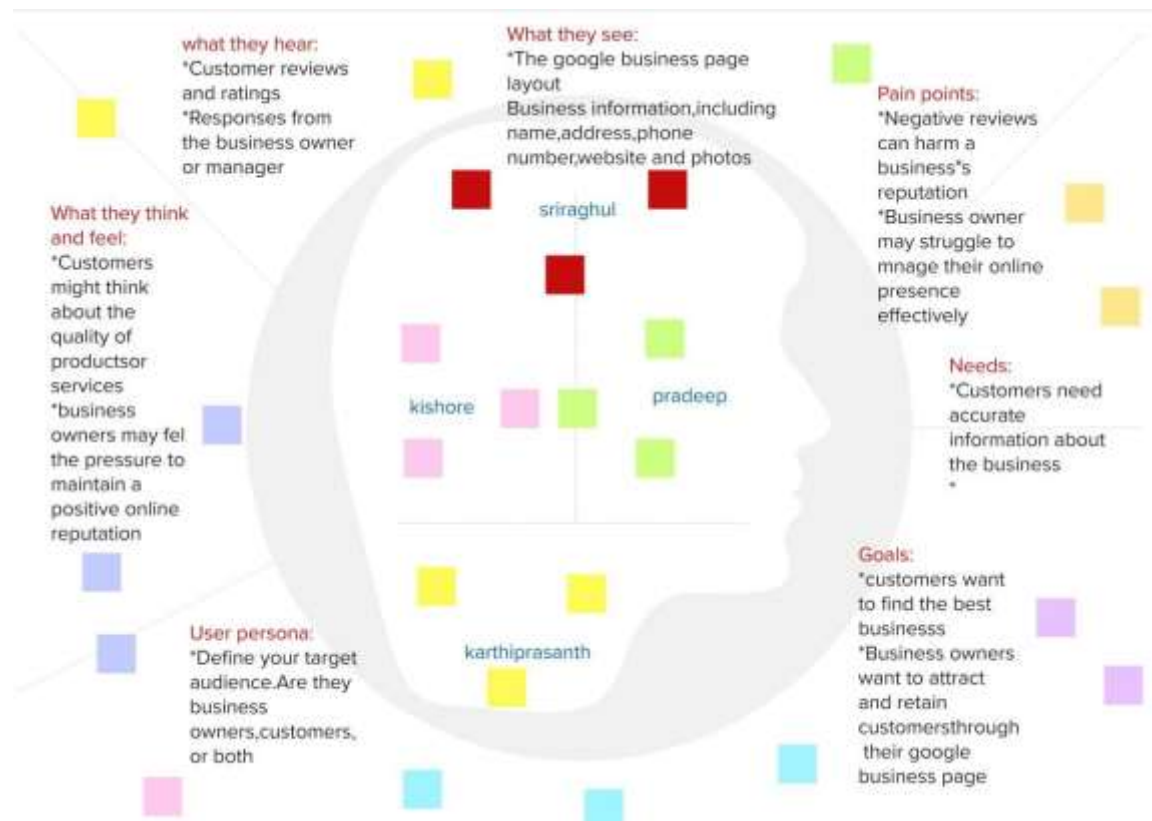 what they hear:
*Customer reviews
and ratings
*Responses from
the business owner
or manager
What they see:
*The google business page
layout
Business information,including
name,address,phone
number,website and photos
Pain points:
*Negative reviews
can harm a
business"s
reputation
*Business owner
may struggle to
mnage their online
presence
effectively
What they think
and feel:
*Customers
might think
about the
quality of
productsor
services
*business
owners may fel
the pressure to
maintain a
positive online
reputation
sriraghul
kishore
pradeep
Needs:
*Customers need
accurate
information about
the business
*
User persona:
*Define your target
audience.Are they
business
owners,customers,
or both
karthiprasanth
Goals:
*customers want
to find the best
businesss
*Business owners
want to attract
and retain
customersthrough
their google
business page